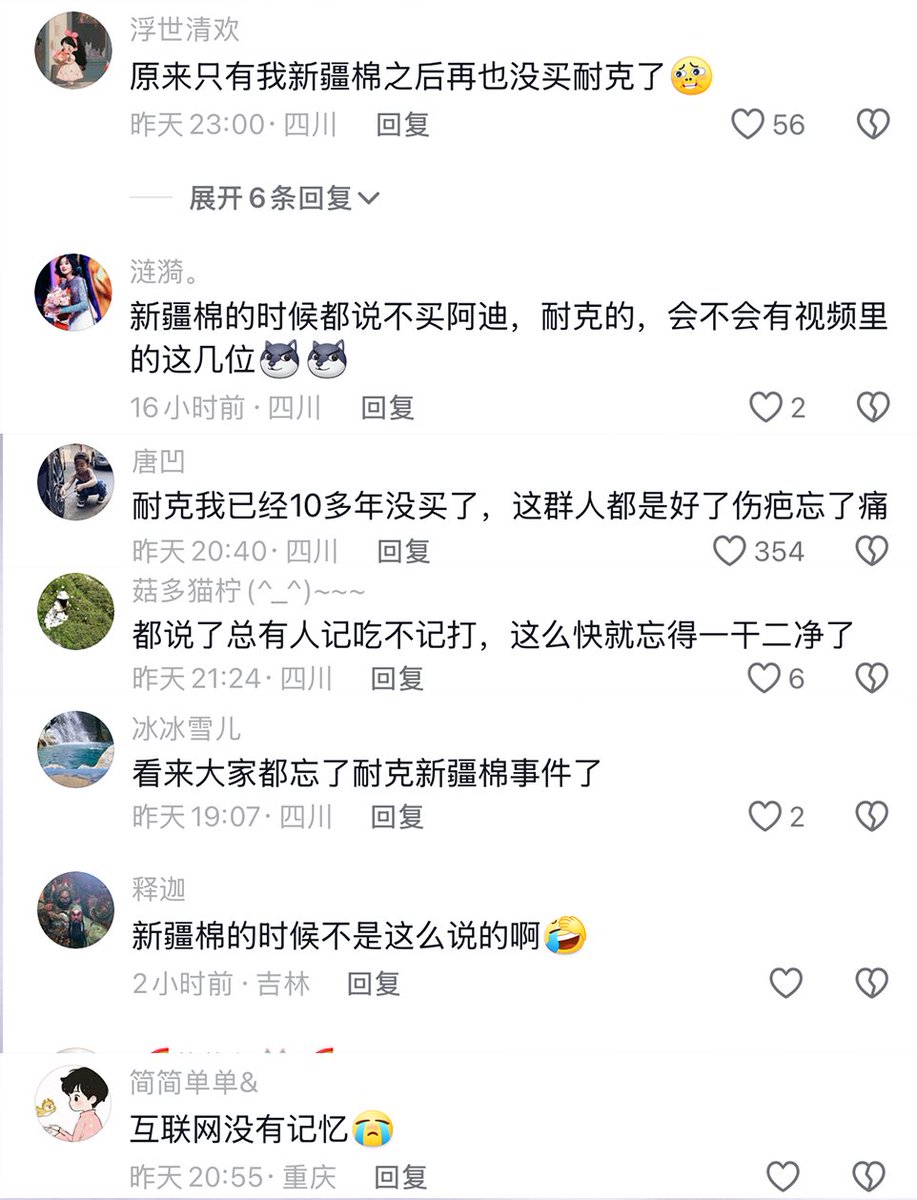 浮世清欢
原来只有我新疆棉之后再也没买耐克了
昨天 23:00 · 四川 回复 56
展开 6 条回复
涟漪。
新疆棉的时候都说不买阿迪，耐克的，会不会有视频里
的这几位
16 小时前 · 四川 回复 2
唐凹
耐克我已经10多年没买了，这群人都是好了伤疤忘了痛
昨天 20:40 · 四川 回复 354
菇多猫柠(^_^)~~~
都说了总有人记吃不记打，这么快就忘得一干二净了
昨天 21:24 · 四川 回复 6
冰冰雪儿
看来大家都忘了耐克新疆棉事件了
昨天 19:07 · 四川 回复 2
释迦
新疆棉的时候不是这么说的啊
2 小时前 · 吉林 回复
简简单单&
互联网没有记忆
昨天 20:55 · 重庆 回复